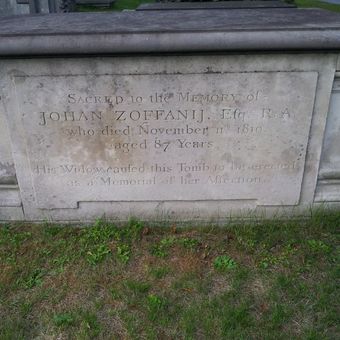 Sacred to the Memory of
JOHAN ZOFFANIJ, Esq. R.A.
who died November 11th 1810
aged 87 Years
His Widow caused this Tomb to be erected
as a Memorial of her Affection.